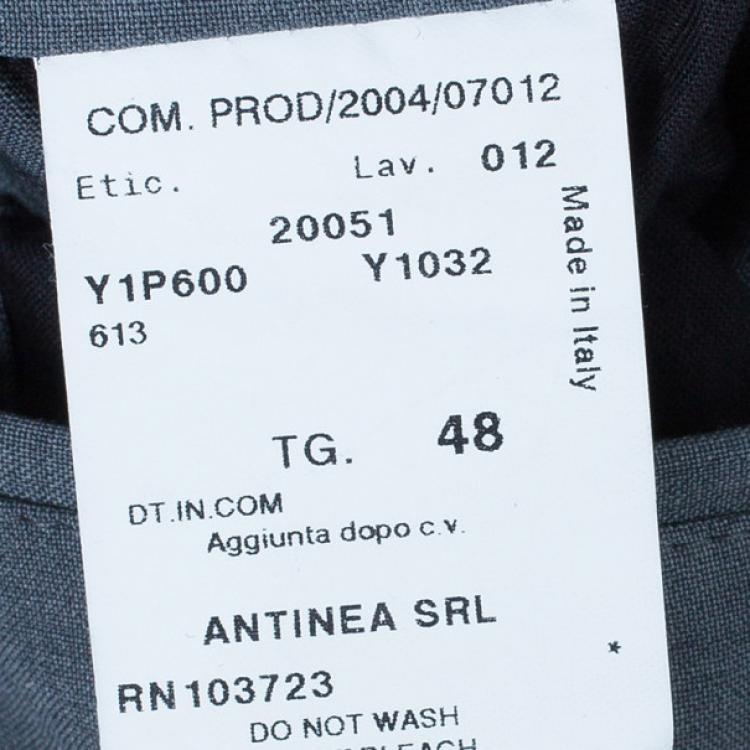 COM. PROD/2004/07012
Etic. Lav. 012
20051
Y1P600 Y1032
613
Made in Italy
TG. 48
DT.IN.COM
Aggiunta dopo c.v.
ANTINEA SRL
*
RN103723
DO NOT WASH
BLEACH